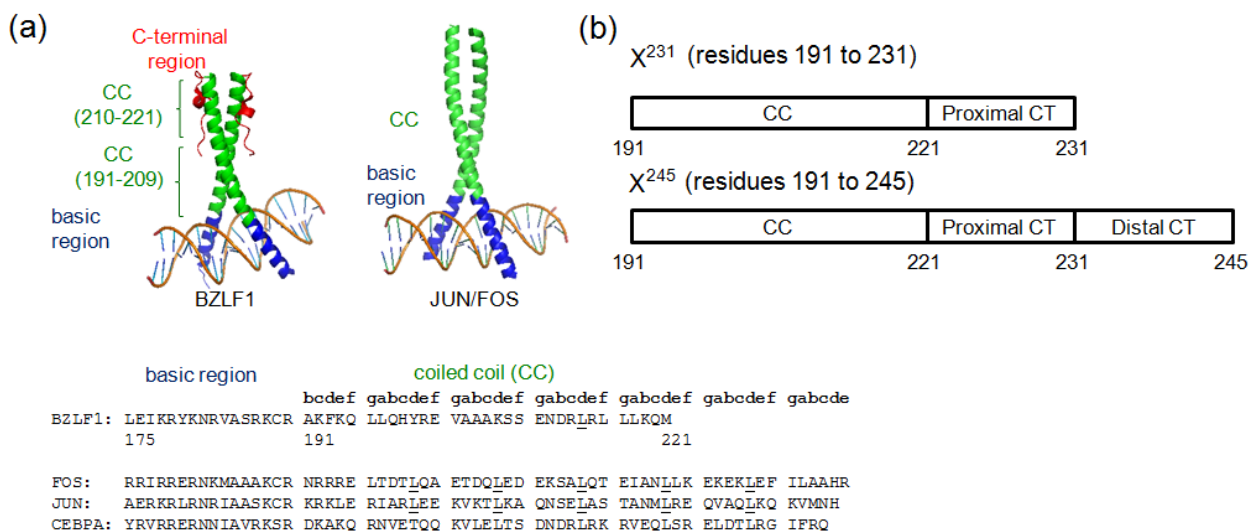 (a)
C-terminal
region
CC
(210-221)
CC
(191-209)
basic
region
BZLF1
CC
basic
region
JUN/FOS
(b)
X231 (residues 191 to 231)
CC Proximal CT
191 221 231
X245 (residues 191 to 245)
CC Proximal CT Distal CT
191 221 231 245
basic region coiled coil (CC)
bcdef gabcdef gabcdef gabcdef gabcdef gabcdef gabcde
BZLF1: LEIKRYKNRVASRKCR AKFKQ LLQHYRE VAAAKSS ENDRLRL LLKQM
175 191 221
FOS: RRIRRERNKMAAAKCR NRRRE LTDTLQA ETDQLED EKSALQT EIANLLK EKEKLEF ILAAHR
JUN: AERKRLRNRIAASKCR KRKLE RIARLEE KVKTLKA QNSELAS TANMLRE QVAQLKQ KVMNH
CEBPA: YRVRRERNNIAVRKSR DKAKQ RNVETQQ KVLELTS DNDRLRK RVEQLSR ELDTLRG IFRQ